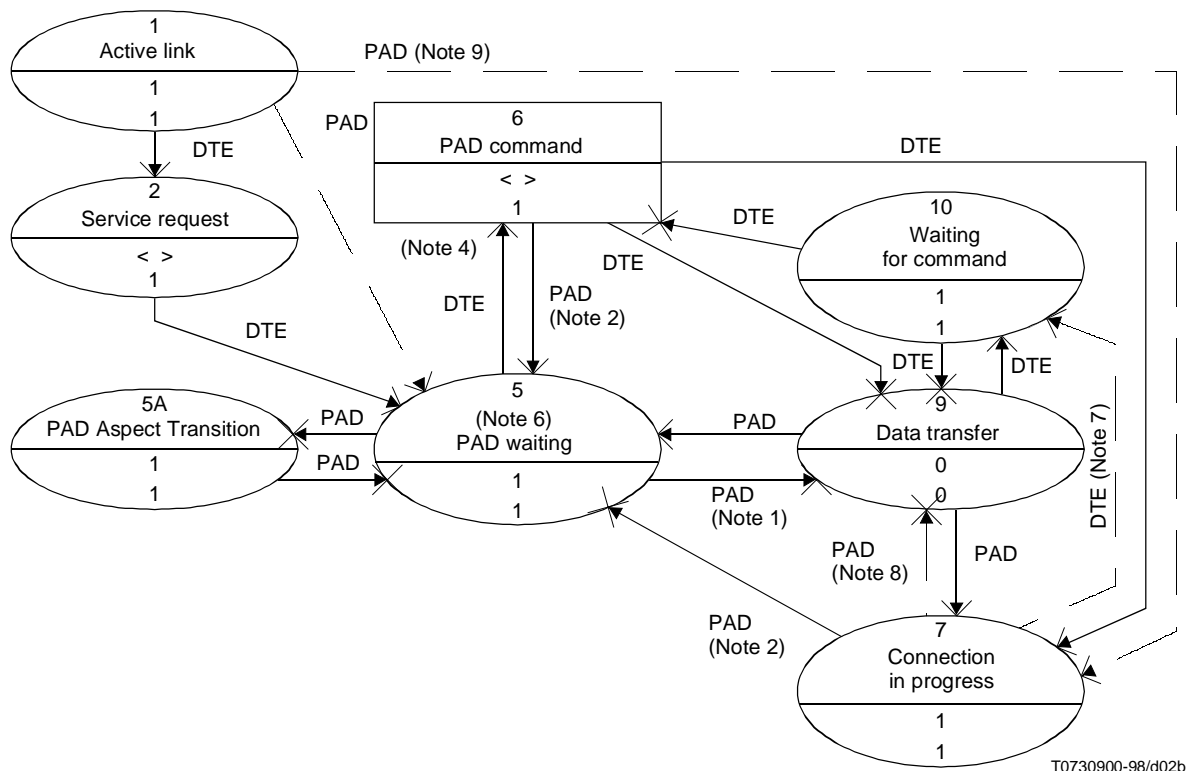 1
Active link
1
1
PAD (Note 9)
PAD
6
PAD command
< >
1
DTE
DTE
2
Service request
< >
1
10
Waiting
for command
1
1
DTE
(Note 4)
DTE
DTE
PAD
(Note 2)
DTE
DTE
DTE
5A
PAD Aspect Transition
1
1
PAD
PAD
5
(Note 6)
PAD waiting
1
1
PAD
PAD
(Note 1)
9
Data transfer
0
0
DTE (Note 7)
PAD
(Note 8)
PAD
PAD
(Note 2)
7
Connection
in progress
1
1
T0730900-98/d02b